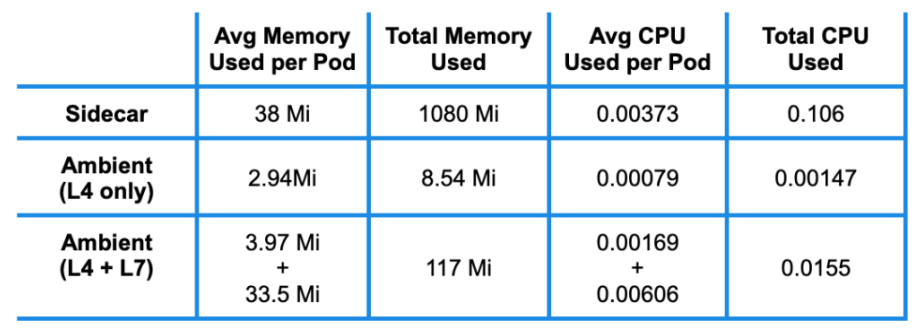 Avg Memory Used per Pod
Total Memory Used
Avg CPU Used per Pod
Total CPU Used
Sidecar
38 Mi
1080 Mi
0.00373
0.106
Ambient (L4 only)
2.94Mi
8.54 Mi
0.00079
0.00147
Ambient (L4 + L7)
3.97 Mi
+
33.5 Mi
117 Mi
0.00169
+
0.00606
0.0155